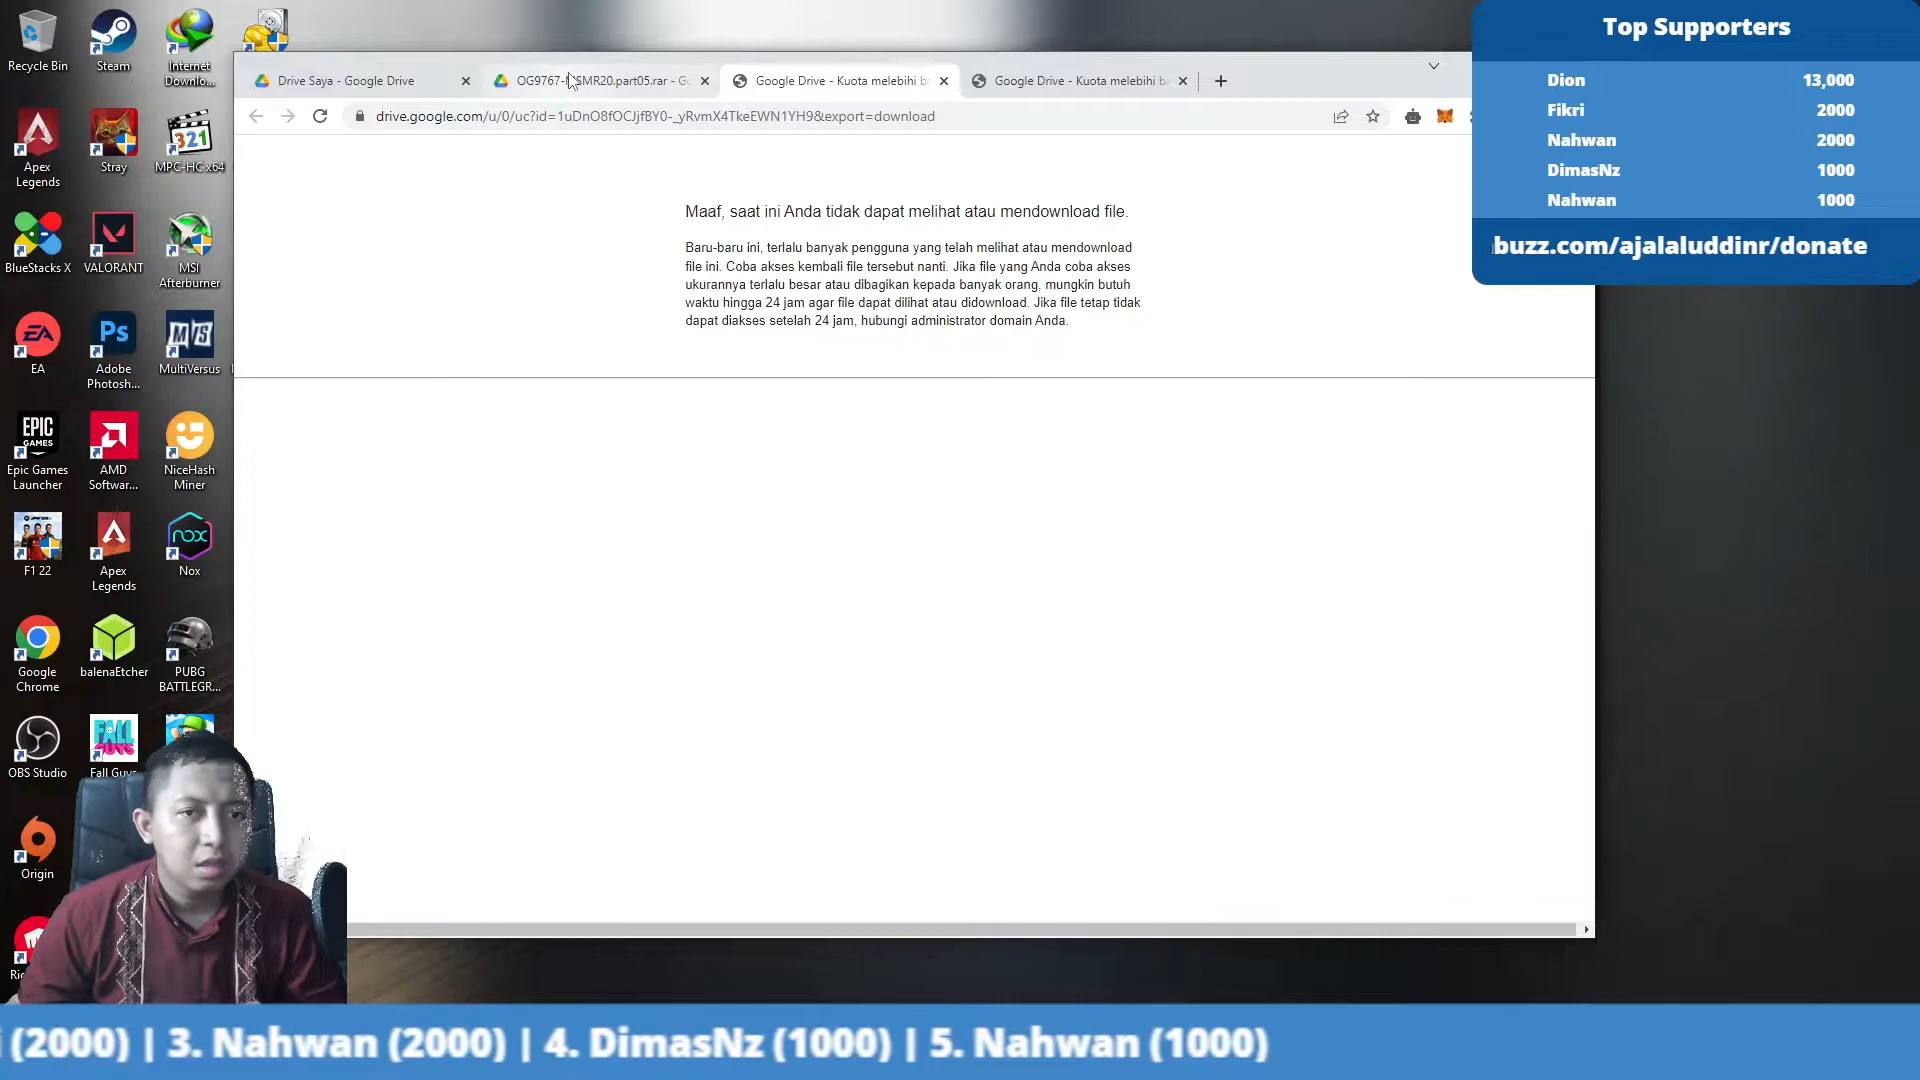 Recycle Bin
Steam
Internet
Downlo...
Apex
Legends
Stray
MPC-HC x64
BlueStacks X
VALORANT
MSI
Afterburner
EA
Adobe
Photosh...
MultiVersus
Epic Games
Launcher
AMD
Softwar...
NiceHash
Miner
F1 22
Apex
Legends
Nox
Google
Chrome
balenaEtcher
PUBG
BATTLEGR...
OBS Studio
Fall Guys
Origin
Drive Saya - Google Drive
Google Drive - Kuota melebihi b
Google Drive - Kuota melebihi b
drive.google.com/u/0/uc?id=1uDnO8fOCJjfBY0-_yRvmX4TkeEWN1YH9&export=download
Maaf, saat ini Anda tidak dapat melihat atau mendownload file.
Baru-baru ini, terlalu banyak pengguna yang telah melihat atau mendownload
file ini. Coba akses kembali file tersebut nanti. Jika file yang Anda coba akses
ukurannya terlalu besar atau dibagikan kepada banyak orang, mungkin butuh
waktu hingga 24 jam agar file dapat dilihat atau didownload. Jika file tetap tidak
dapat diakses setelah 24 jam, hubungi administrator domain Anda.
Top Supporters
Dion 13,000
Fikri 2000
Nahwan 2000
DimasNz 1000
Nahwan 1000
buzz.com/ajalaluddinr/donate
(2000) | 3. Nahwan (2000) | 4. DimasNz (1000) | 5. Nahwan (1000)